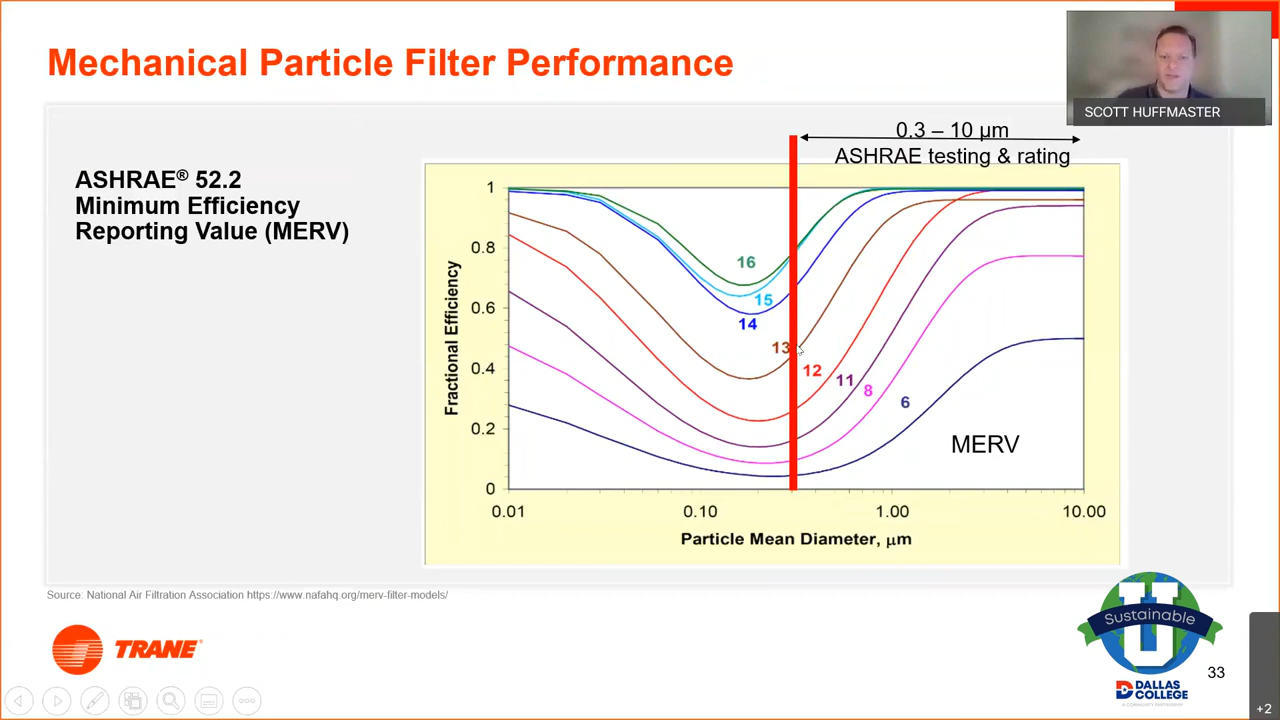 Mechanical Particle Filter Performance
SCOTT HUFFMASTER
ASHRAE® 52.2
Minimum Efficiency
Reporting Value (MERV)
0.3 – 10 µm
ASHRAE testing & rating
Fractional Efficiency
1
0.8
0.6
0.4
0.2
0
16
15
14
13
12
11
8
6
MERV
0.01
0.10
1.00
10.00
Particle Mean Diameter, µm
Source: National Air Filtration Association https://www.nafahq.org/merv-filter-models/
TRANE®
U
Sustainable
DALLAS
COLLEGE
A COMMUNITY PARTNERSHIP
33
+2